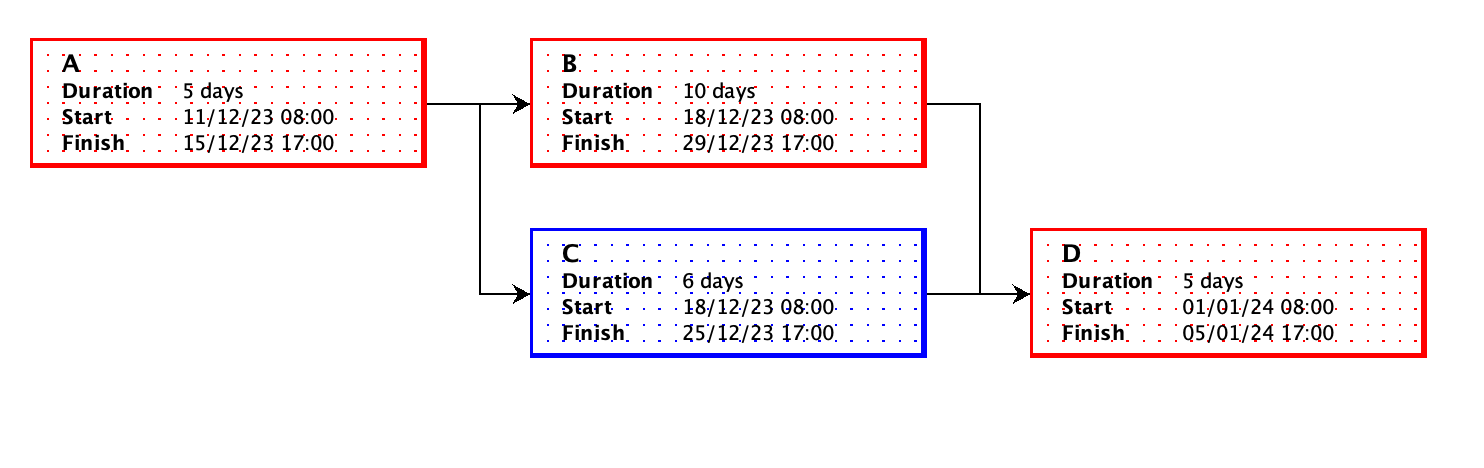 A
Duration 5 days
Start 11/12/23 08:00
Finish 15/12/23 17:00
B
Duration 10 days
Start 18/12/23 08:00
Finish 29/12/23 17:00
C
Duration 6 days
Start 18/12/23 08:00
Finish 25/12/23 17:00
D
Duration 5 days
Start 01/01/24 08:00
Finish 05/01/24 17:00